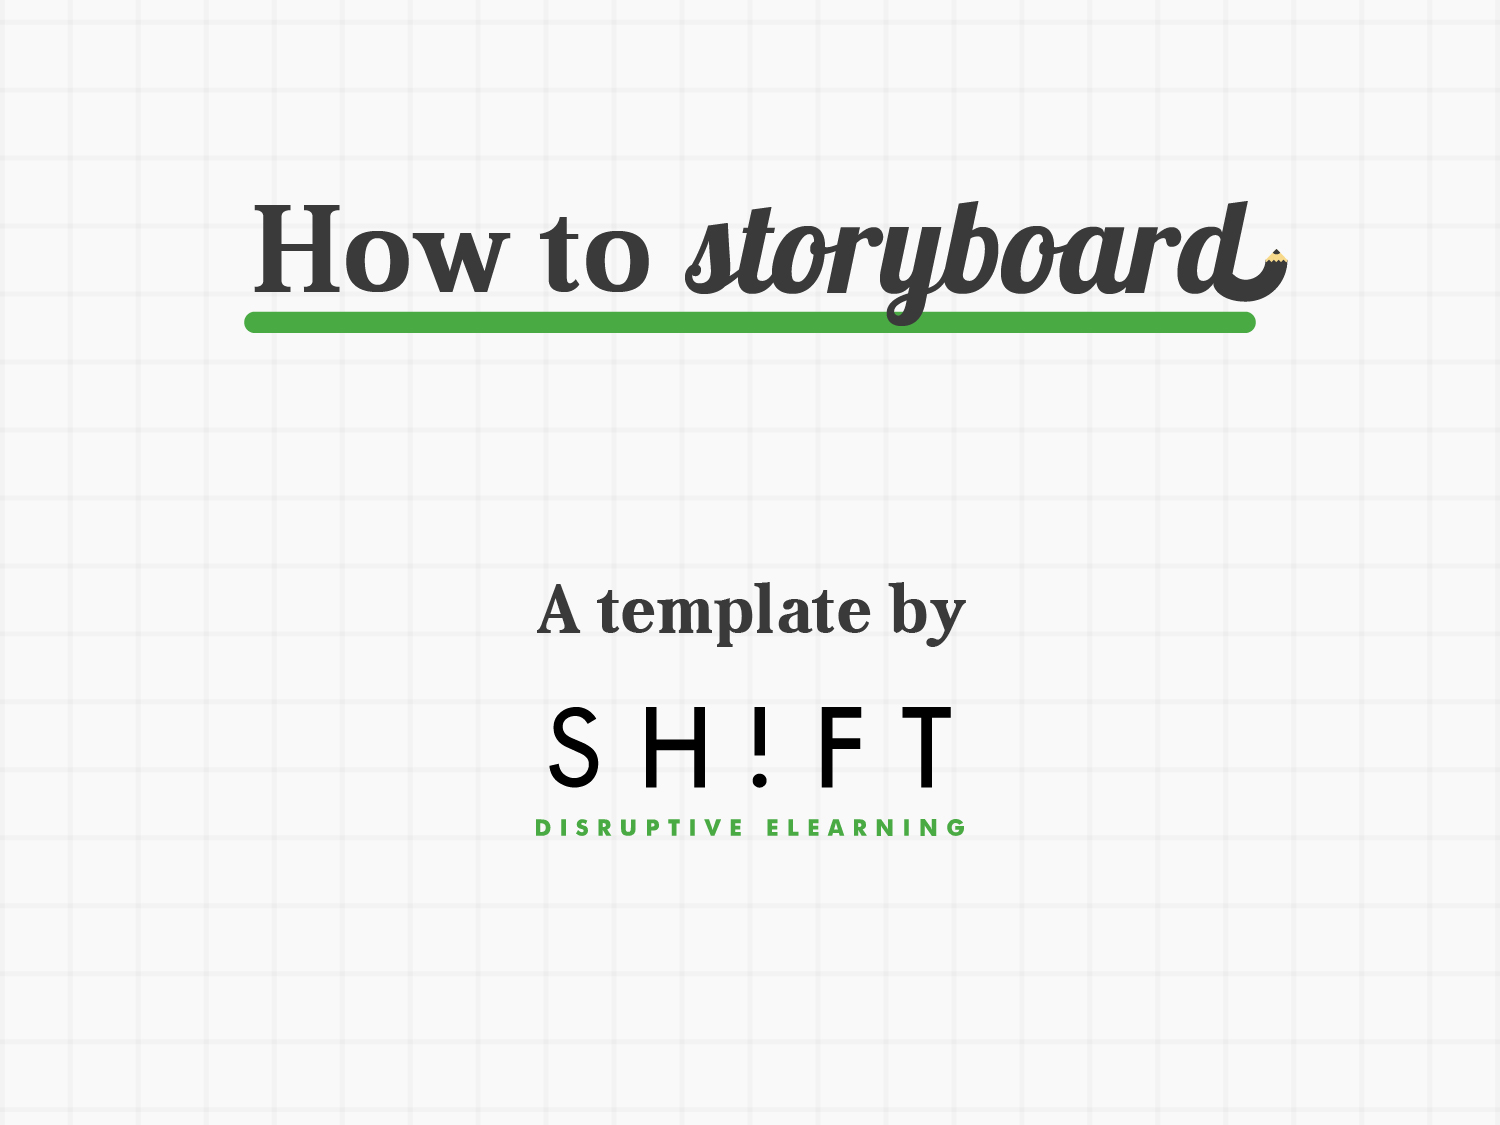 How to storyboard
A template by
SH!FT
DISRUPTIVE ELEARNING